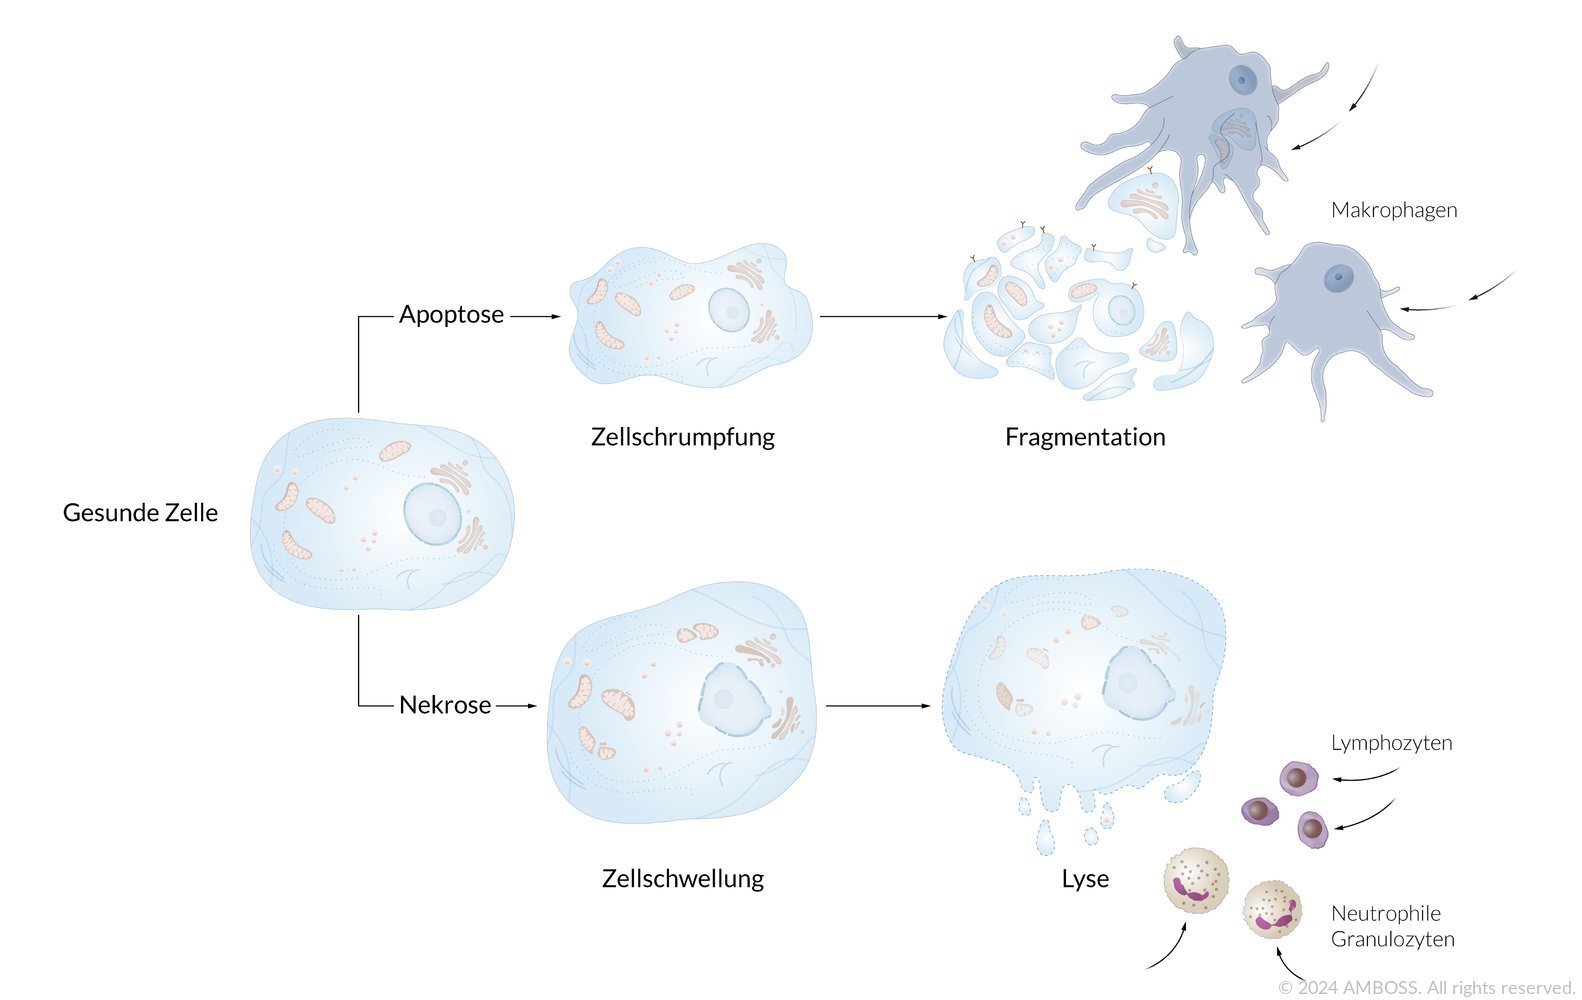 Makrophagen
Apoptose
Zellschrumpfung
Fragmentation
Gesunde Zelle
Nekrose
Lymphozyten
Zellschwellung
Lyse
Neutrophile
Granulozyten
© 2024 AMBOSS. All rights reserved.